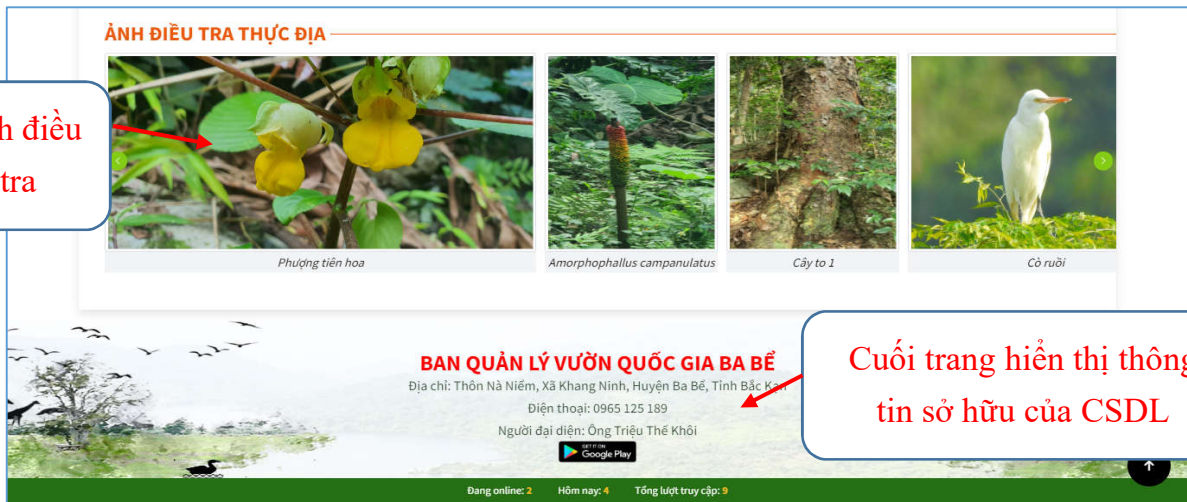 ẢNH ĐIỀU TRA THỰC ĐỊA
điều
tra
Phượng tiên hoa
Amorphophallus campanulatus
Cây to 1
Cò ruồi
BAN QUẢN LÝ VƯỜN QUỐC GIA BA BỂ
Địa chỉ: Thôn Nà Niểm, Xã Khang Ninh, Huyện Ba Bể, Tỉnh Bắc Kạn
Điện thoại: 0965 125 189
Người đại diện: Ông Triệu Thế Khôi
GET IT ON
Google Play
Cuối trang hiển thị thông
tin sở hữu của CSDL
Đang online: 2 Hôm nay: 4 Tổng lượt truy cập: 9